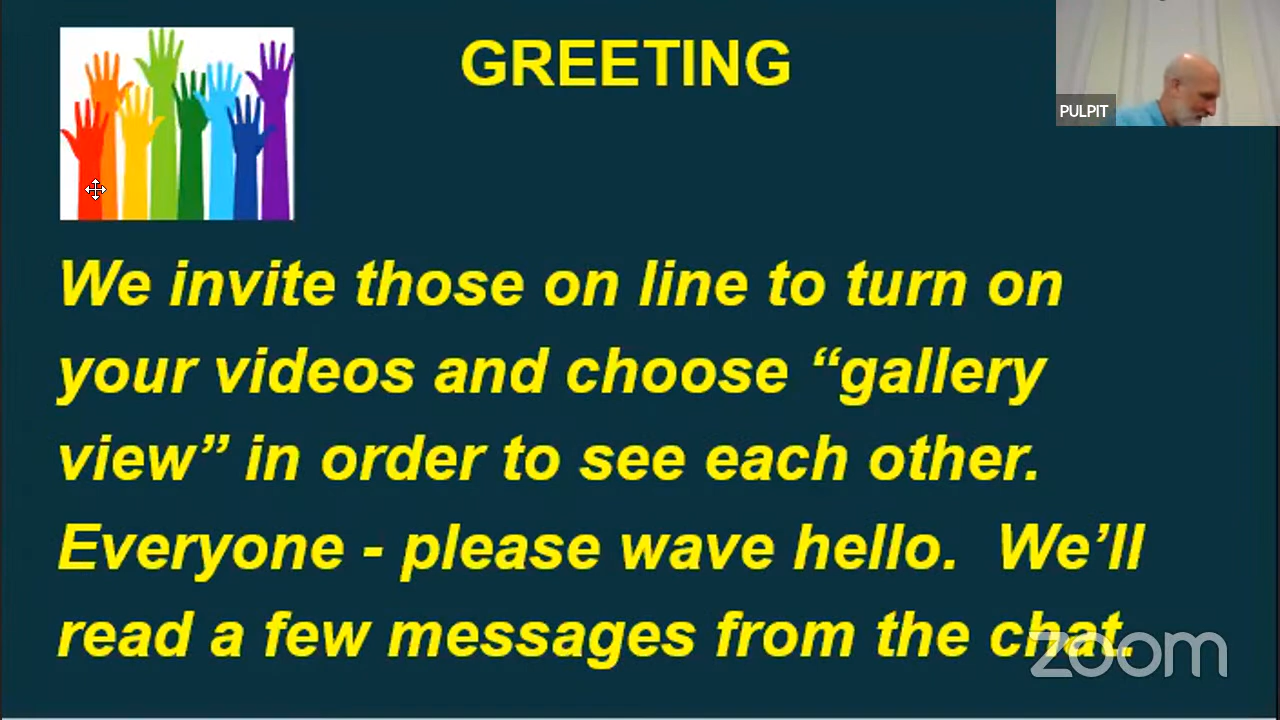 GREETING
PULPIT
We invite those on line to turn on
your videos and choose “gallery
view” in order to see each other.
Everyone - please wave hello.  We’ll
read a few messages from the chat.
zoom